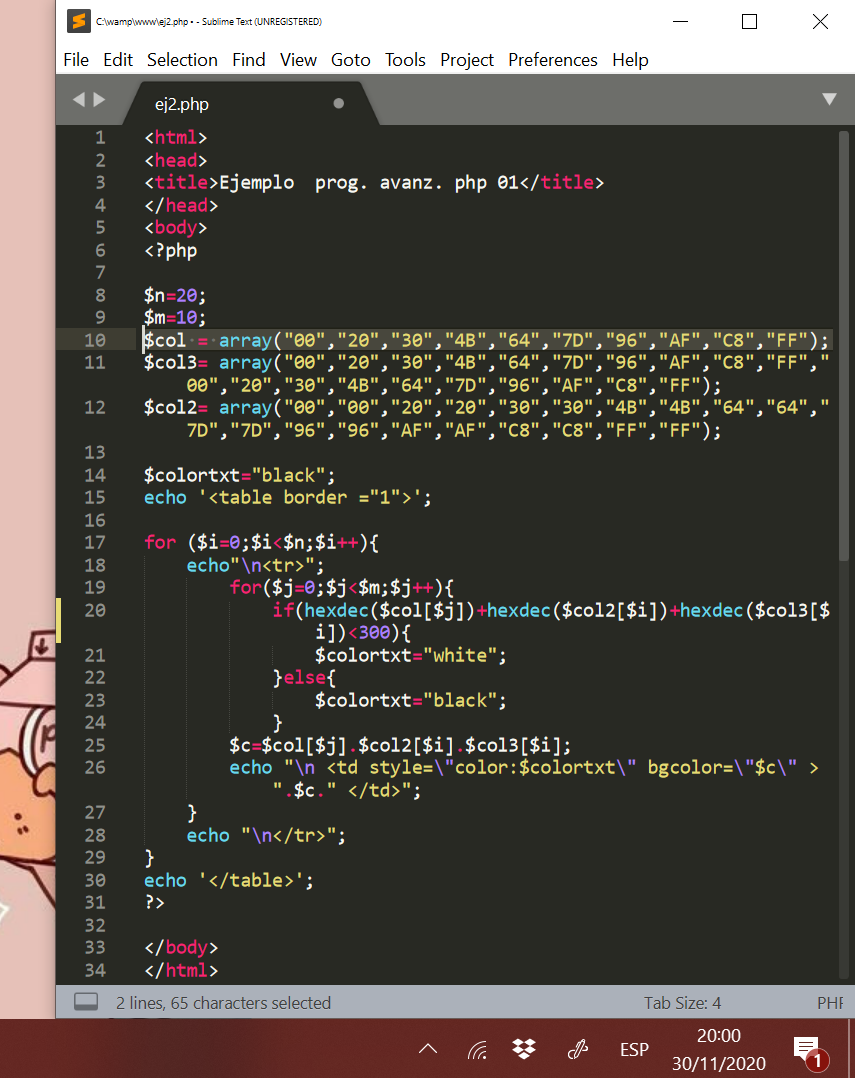 C:\wamp\www\ej2.php • - Sublime Text (UNREGISTERED)
File Edit Selection Find View Goto Tools Project Preferences Help
ej2.php
1 <html>
2 <head>
3 <title>Ejemplo  prog. avanz. php 01</title>
4 </head>
5 <body>
6 <?php
7
8 $n=20;
9 $m=10;
10 $col = array("00","20","30","4B","64","7D","96","AF","C8","FF");
11 $col3= array("00","20","30","4B","64","7D","96","AF","C8","FF","
00","20","30","4B","64","7D","96","AF","C8","FF");
12 $col2= array("00","00","20","20","30","30","4B","4B","64","64","
7D","7D","96","96","AF","AF","C8","C8","FF","FF");
13
14 $colortxt="black";
15 echo '<table border ="1">';
16
17 for ($i=0;$i<$n;$i++){
18 echo"\n<tr>";
19 for($j=0;$j<$m;$j++){
20 if(hexdec($col[$j])+hexdec($col2[$i])+hexdec($col3[$
i])<300){
21 $colortxt="white";
22 }else{
23 $colortxt="black";
24 }
25 $c=$col[$j].$col2[$i].$col3[$i];
26 echo "\n <td style=\"color:$colortxt\" bgcolor=\"$c\" >
".$c." </td>";
27 }
28 echo "\n</tr>";
29 }
30 echo '</table>';
31 ?>
32
33 </body>
34 </html>
2 lines, 65 characters selected Tab Size: 4 PHP
ESP 20:00
30/11/2020 1